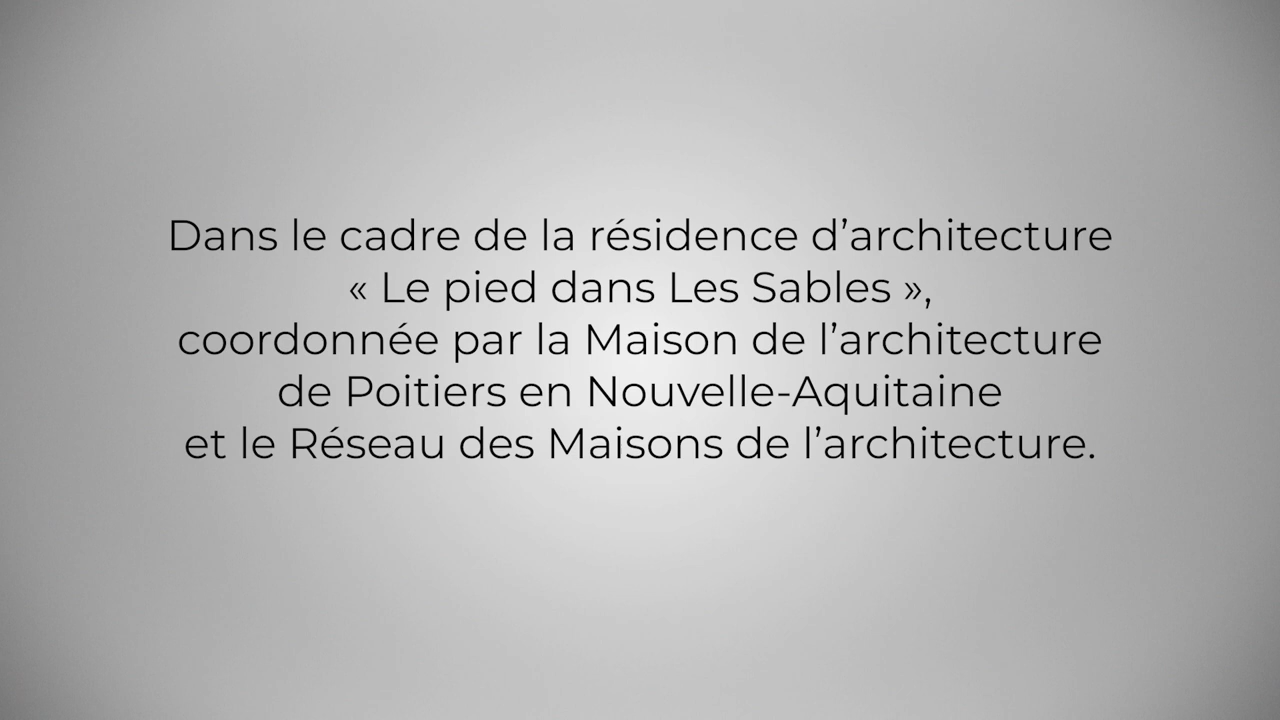 Dans le cadre de la résidence d’architecture
« Le pied dans Les Sables »,
coordonnée par la Maison de l’architecture
de Poitiers en Nouvelle-Aquitaine
et le Réseau des Maisons de l’architecture.